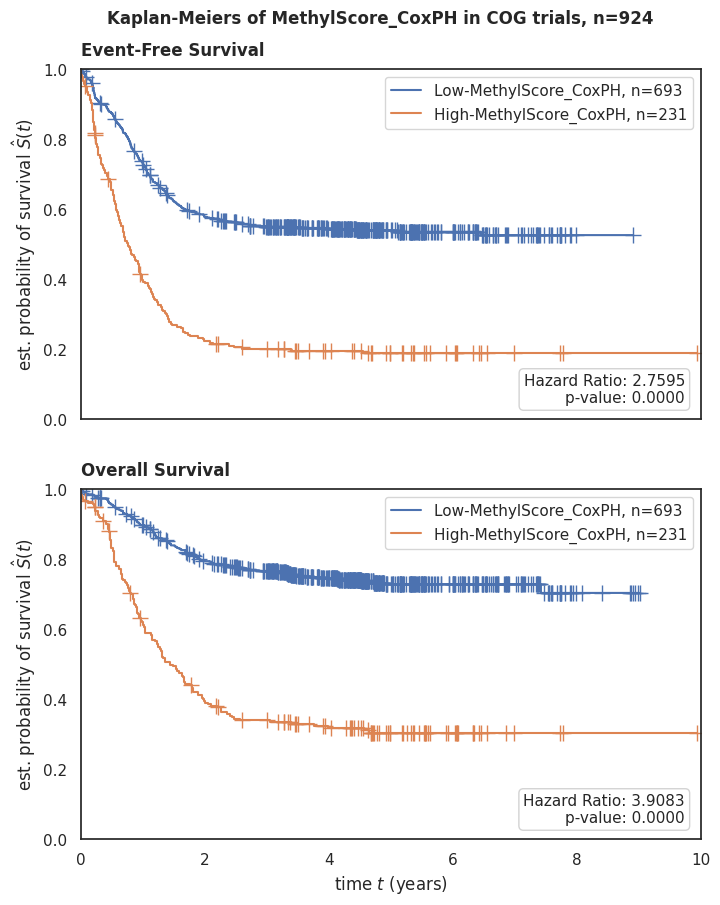 Kaplan-Meiers of MethylScore_CoxPH in COG trials, n=924
Event-Free Survival
1.0
0.8
0.6
0.4
0.2
0.0
est. probability of survival Ŝ(t)
Low-MethylScore_CoxPH, n=693
High-MethylScore_CoxPH, n=231
Hazard Ratio: 2.7595
p-value: 0.0000
Overall Survival
1.0
0.8
0.6
0.4
0.2
0.0
est. probability of survival Ŝ(t)
Low-MethylScore_CoxPH, n=693
High-MethylScore_CoxPH, n=231
Hazard Ratio: 3.9083
p-value: 0.0000
0 2 4 6 8 10
time t (years)